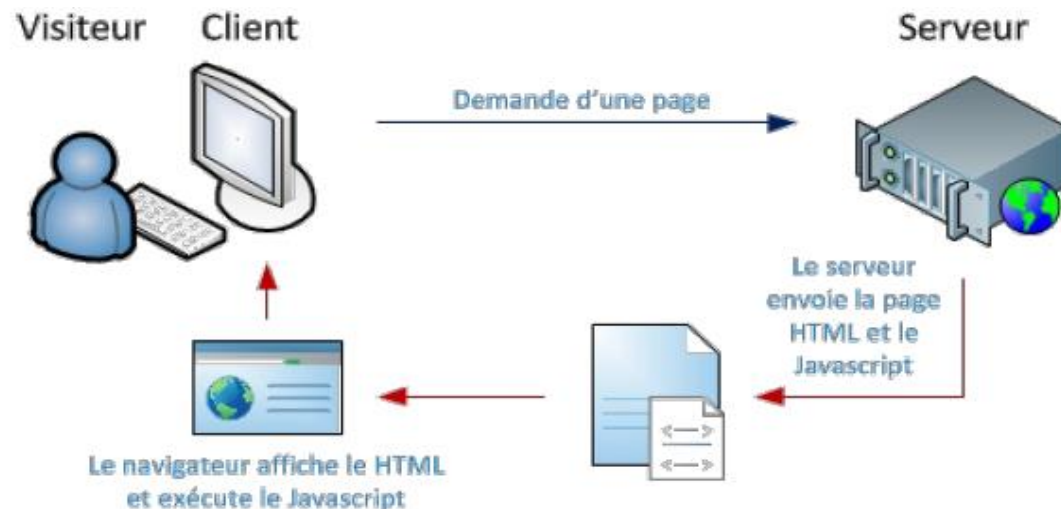 Visiteur Client Serveur
Demande d'une page
Le serveur
envoie la page
HTML et le
Javascript
Le navigateur affiche le HTML
et exécute le Javascript